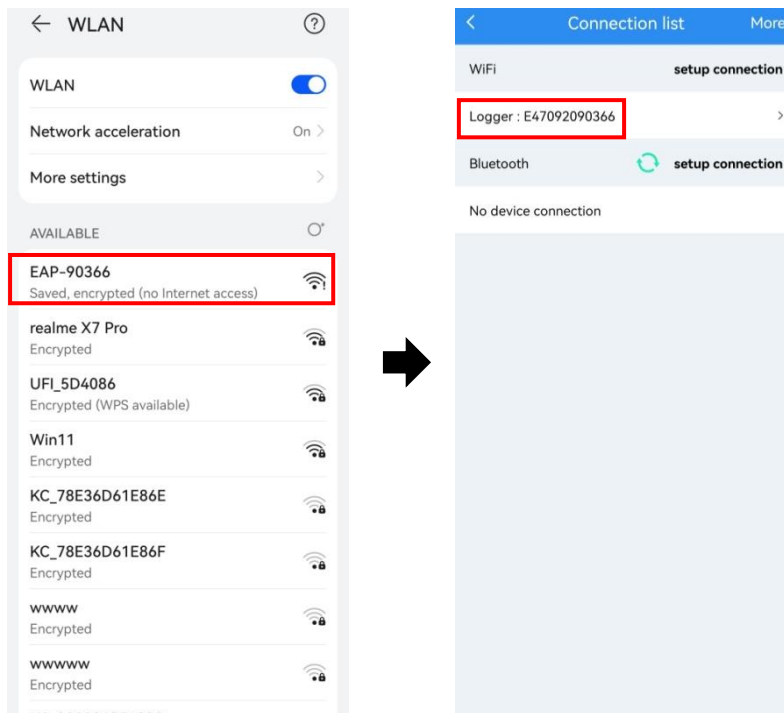 WLAN
WLAN
Network acceleration On
More settings
AVAILABLE
EAP-90366
Saved, encrypted (no Internet access)
realme X7 Pro
Encrypted
UFI_5D4086
Encrypted (WPS available)
Win11
Encrypted
KC_78E36D61E86E
Encrypted
KC_78E36D61E86F
Encrypted
wwww
Encrypted
wwwww
Encrypted
Connection list More
WiFi setup connection
Logger : E47092090366
Bluetooth setup connection
No device connection